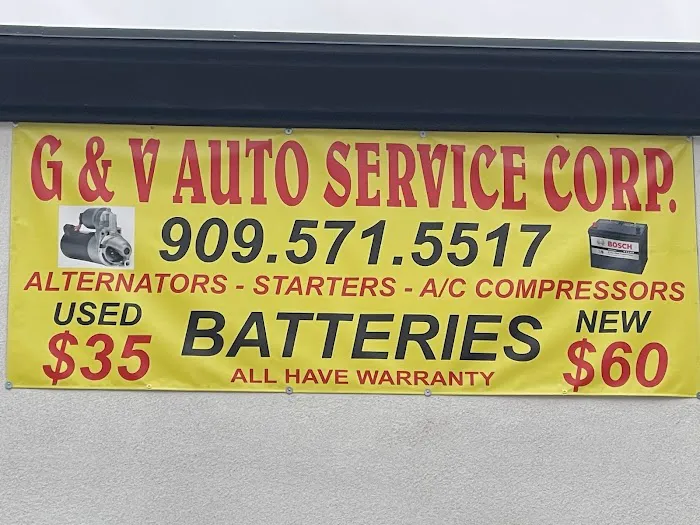 G & V AUTO SERVICE CORP.
909.571.5517
BOSCH
ALTERNATORS - STARTERS - A/C COMPRESSORS
USED
$35
BATTERIES
NEW
$60
ALL HAVE WARRANTY